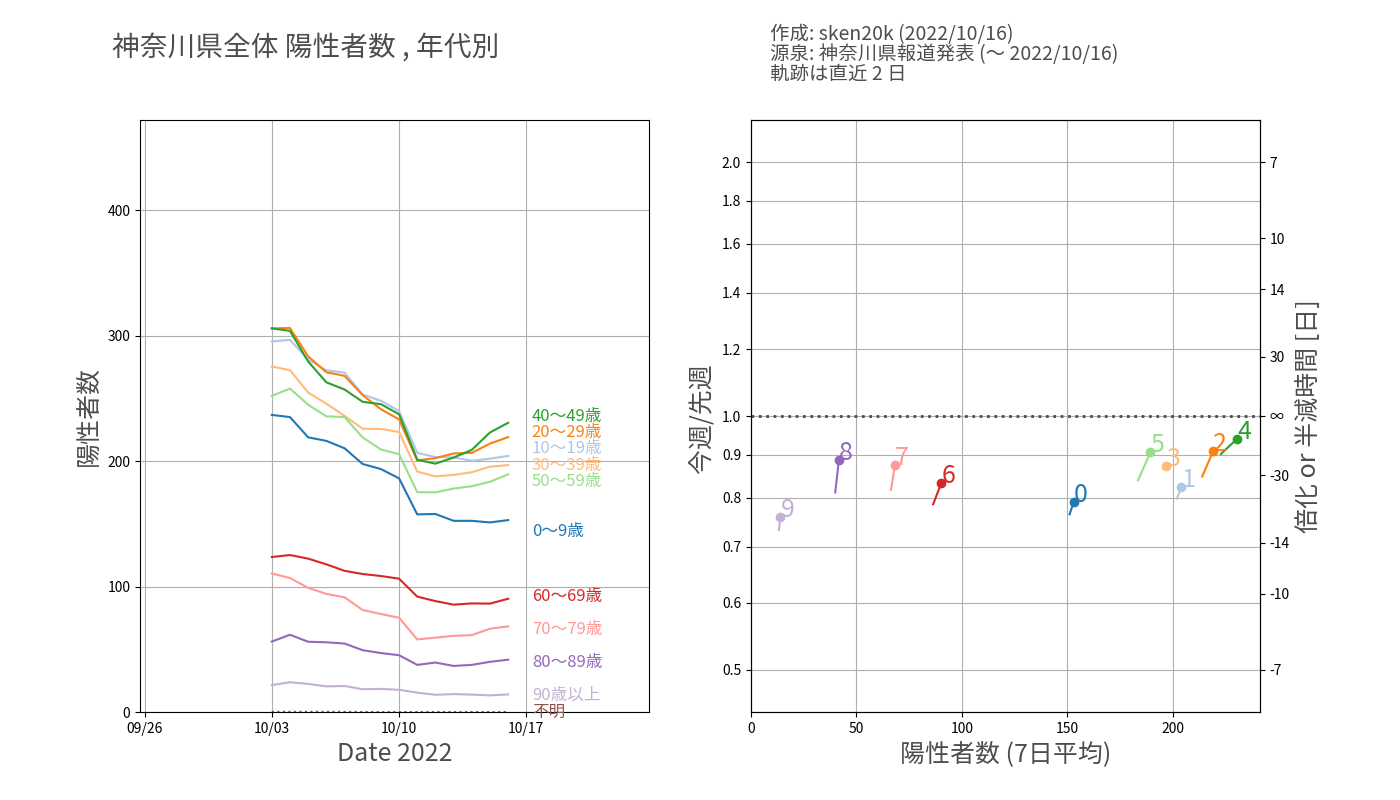 神奈川県全体 陽性者数 , 年代別
作成: sken20k (2022/10/16)
源泉: 神奈川県報道発表 (〜 2022/10/16)
軌跡は直近 2 日
陽性者数
400
300
200
100
0
09/26
10/03
10/10
10/17
Date 2022
40〜49歳
20〜29歳
10〜19歳
30〜39歳
50〜59歳
0〜9歳
60〜69歳
70〜79歳
80〜89歳
90歳以上
不明
今週/先週
2.0
1.8
1.6
1.4
1.2
1.0
0.9
0.8
0.7
0.6
0.5
9
8
7
6
0
5
3
1
2
4
0
50
100
150
200
陽性者数 (7日平均)
7
10
14
30
∞
-30
-14
-10
-7
倍化 or 半減時間 [日]